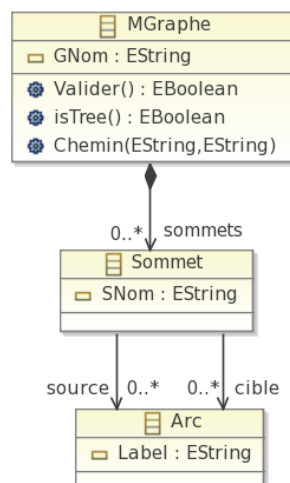 MGraphe
GNom : EString
Valider() : EBoolean
isTree() : EBoolean
Chemin(EString,EString)
0..* sommets
Sommet
SNom : EString
source 0..* 0..* cible
Arc
Label : EString